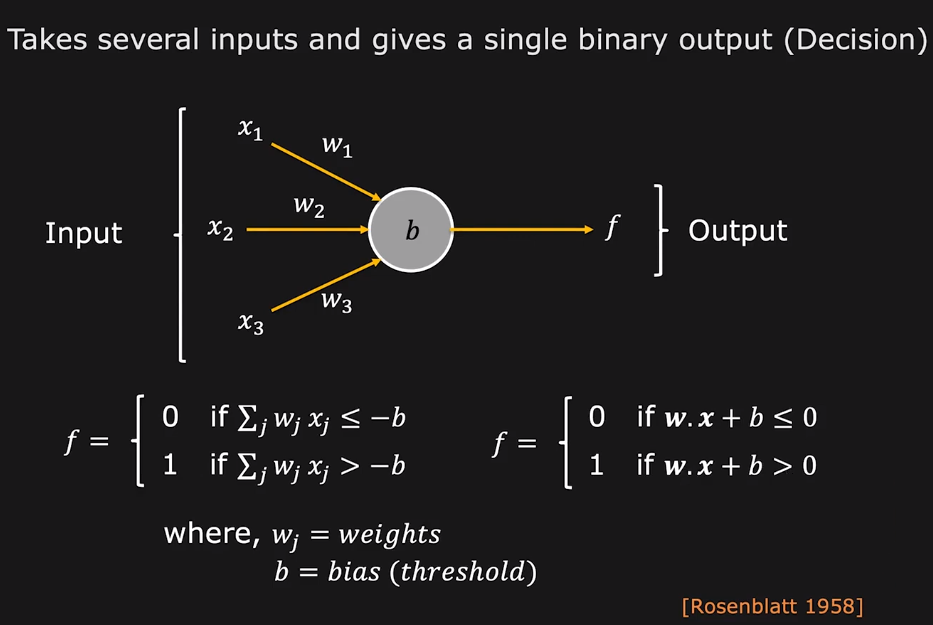 Takes several inputs and gives a single binary output (Decision)
x₁
w₁
w₂
Input
x₂
b
f
Output
w₃
x₃
f = { 0 if ∑ⱼ wⱼ xⱼ ≤ −b
1 if ∑ⱼ wⱼ xⱼ > −b
f = { 0 if w.x + b ≤ 0
1 if w.x + b > 0
where, wⱼ = weights
b = bias (threshold)
[Rosenblatt 1958]